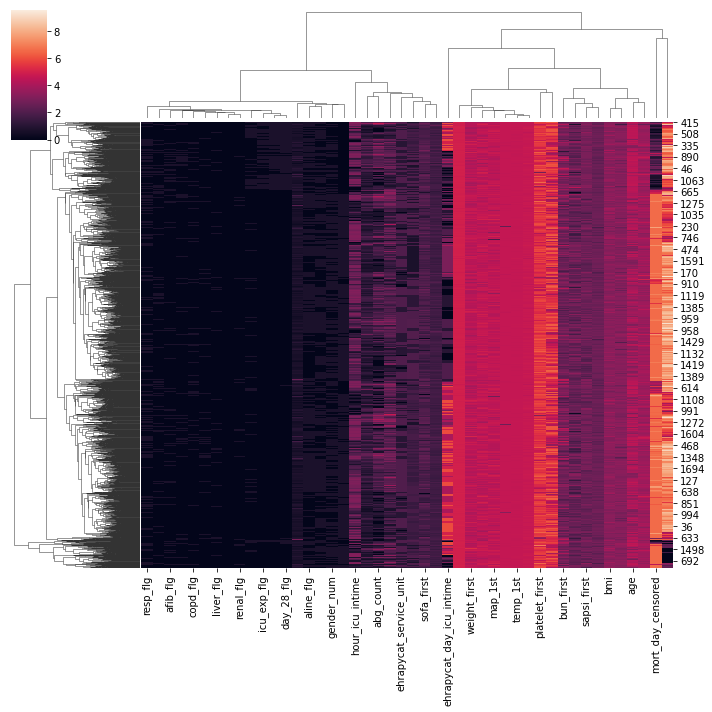 8
6
4
2
0
415
508
335
890
46
1063
665
1275
1035
230
746
474
1591
170
910
1119
1385
959
958
1429
1132
1419
1389
614
1108
991
1272
1604
468
1348
1694
127
638
851
994
36
633
1498
692
resp_flg
afib_flg
copd_flg
liver_flg
renal_flg
icu_exp_flg
day_28_flg
aline_flg
gender_num
hour_icu_intime
abg_count
ehrapycat_service_unit
sofa_first
ehrapycat_day_icu_intime
weight_first
map_1st
temp_1st
platelet_first
bun_first
sapsi_first
bmi
age
mort_day_censored